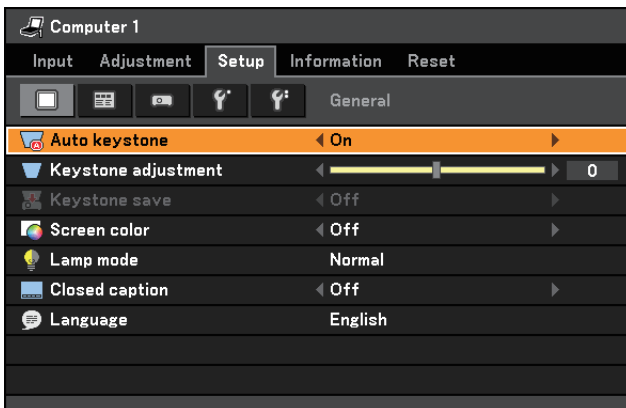 Computer 1
Input Adjustment Setup Information Reset
General
Auto keystone On
Keystone adjustment 0
Keystone save Off
Screen color Off
Lamp mode Normal
Closed caption Off
Language English